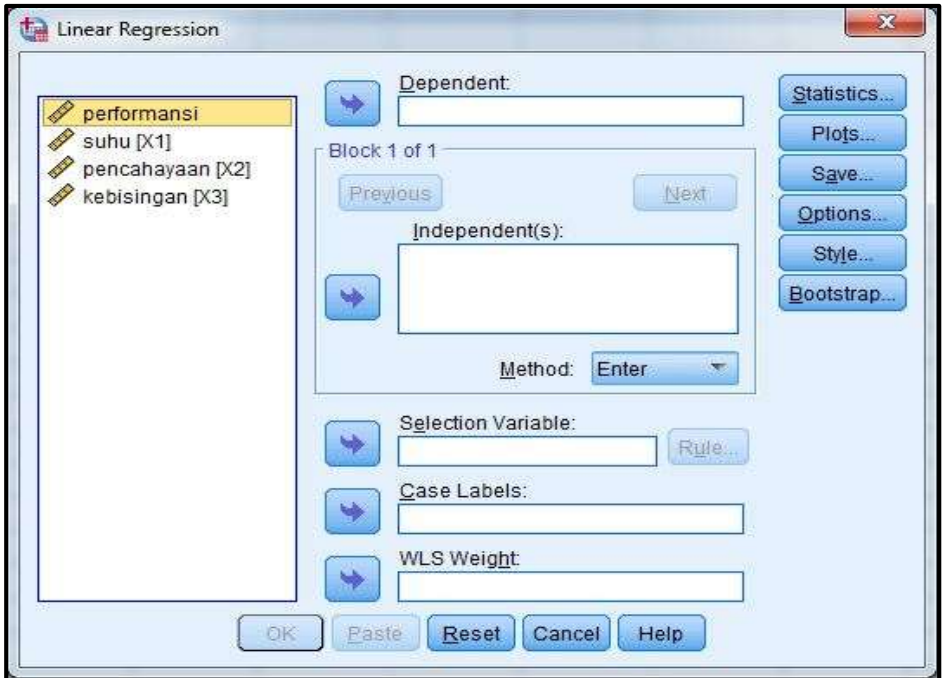 Linear Regression
performansi
suhu [X1]
pencahayaan [X2]
kebisingan [X3]
Dependent:
Block 1 of 1
Previous
Next
Independent(s):
Method:
Enter
Selection Variable:
Rule...
Case Labels:
WLS Weight:
Statistics...
Plots...
Save...
Options...
Style...
Bootstrap...
OK
Paste
Reset
Cancel
Help